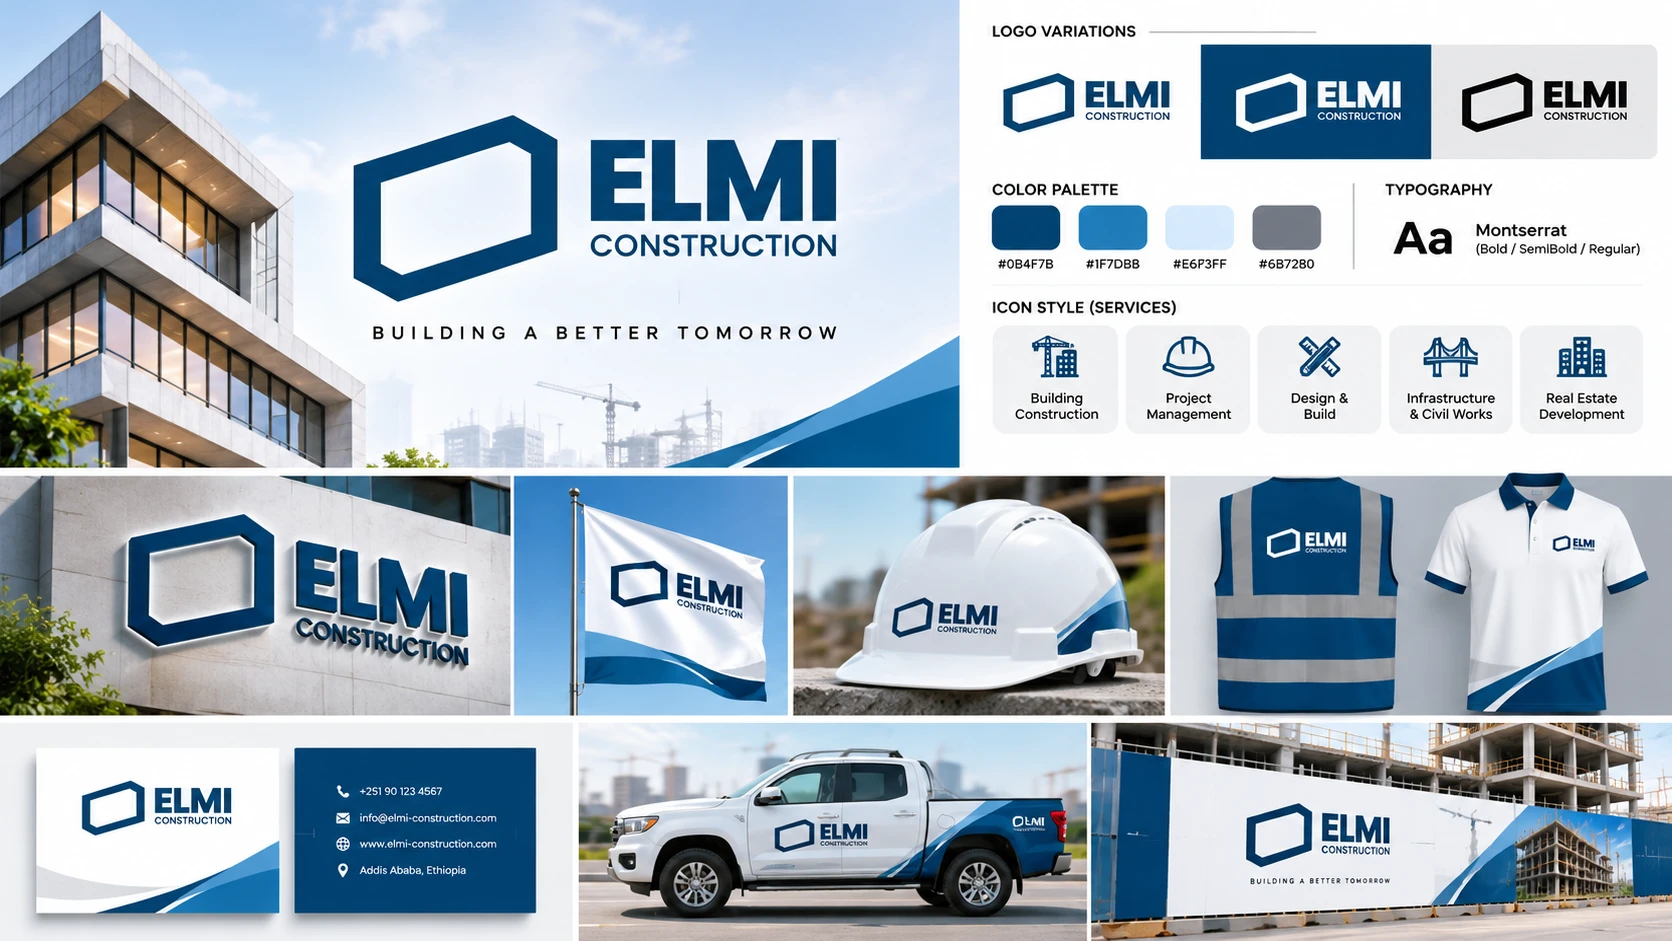 ELMI
CONSTRUCTION
BUILDING A BETTER TOMORROW
LOGO VARIATIONS
ELMI
CONSTRUCTION
ELMI
CONSTRUCTION
ELMI
CONSTRUCTION
COLOR PALETTE
#0B4F7B
#1F7DBB
#E6F3FF
#6B7280
TYPOGRAPHY
Aa
Montserrat
(Bold / SemiBold / Regular)
ICON STYLE (SERVICES)
Building
Construction
Project
Management
Design &
Build
Infrastructure
& Civil Works
Real Estate
Development
ELMI
CONSTRUCTION
ELMI
CONSTRUCTION
ELMI
CONSTRUCTION
ELMI
CONSTRUCTION
ELMI
ELMI
CONSTRUCTION
+251 90 123 4567
info@elmi-construction.com
www.elmi-construction.com
Addis Ababa, Ethiopia
ELMI
CONSTRUCTION
ELMI
ELMI
CONSTRUCTION
BUILDING A BETTER TOMORROW